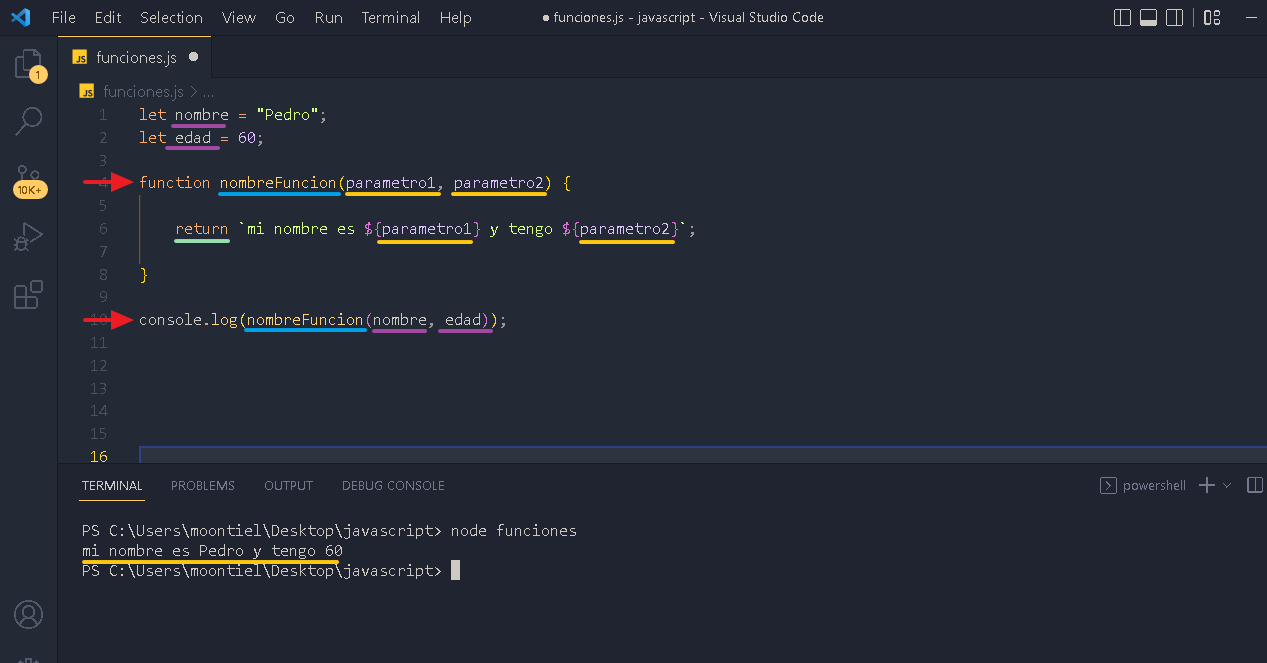 File Edit Selection View Go Run Terminal Help ● funciones.js - javascript - Visual Studio Code
JS funciones.js ●
1
JS funciones.js > ...
1 let nombre = "Pedro";
2 let edad = 60;
3
4 function nombreFuncion(parametro1, parametro2) {
5
10K+
6 return `mi nombre es ${parametro1} y tengo ${parametro2}`;
7
8 }
9
10 console.log(nombreFuncion(nombre, edad));
11
12
13
14
15
16
TERMINAL PROBLEMS OUTPUT DEBUG CONSOLE powershell
PS C:\Users\moontiel\Desktop\javascript> node funciones
mi nombre es Pedro y tengo 60
PS C:\Users\moontiel\Desktop\javascript>